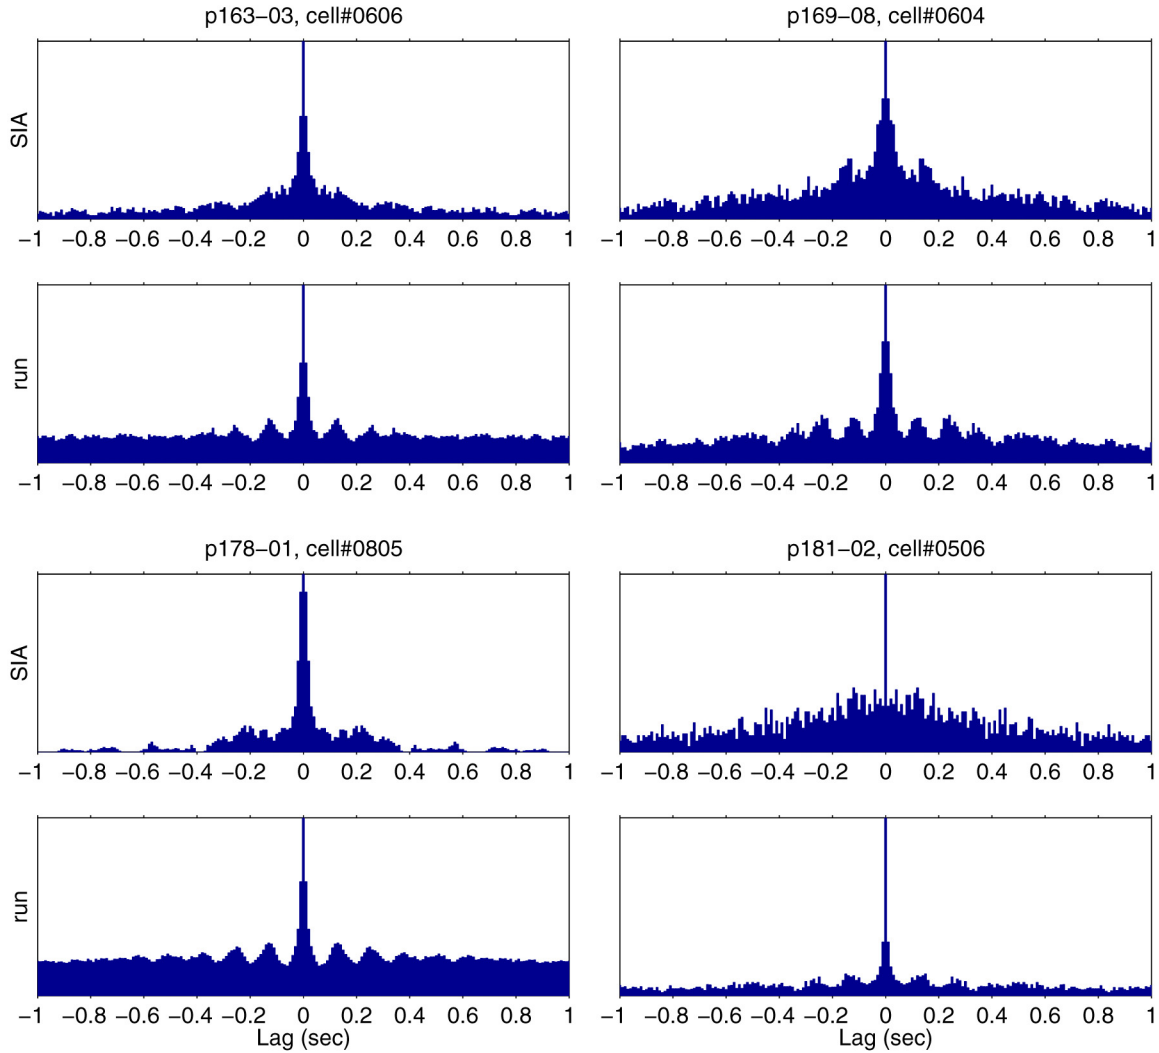 p163−03, cell#0606
p169−08, cell#0604
SIA
−1 −0.8 −0.6 −0.4 −0.2 0 0.2 0.4 0.6 0.8 1
−1 −0.8 −0.6 −0.4 −0.2 0 0.2 0.4 0.6 0.8 1
run
−1 −0.8 −0.6 −0.4 −0.2 0 0.2 0.4 0.6 0.8 1
−1 −0.8 −0.6 −0.4 −0.2 0 0.2 0.4 0.6 0.8 1
p178−01, cell#0805
p181−02, cell#0506
SIA
−1 −0.8 −0.6 −0.4 −0.2 0 0.2 0.4 0.6 0.8 1
−1 −0.8 −0.6 −0.4 −0.2 0 0.2 0.4 0.6 0.8 1
run
−1 −0.8 −0.6 −0.4 −0.2 0 0.2 0.4 0.6 0.8 1
−1 −0.8 −0.6 −0.4 −0.2 0 0.2 0.4 0.6 0.8 1
Lag (sec)
Lag (sec)